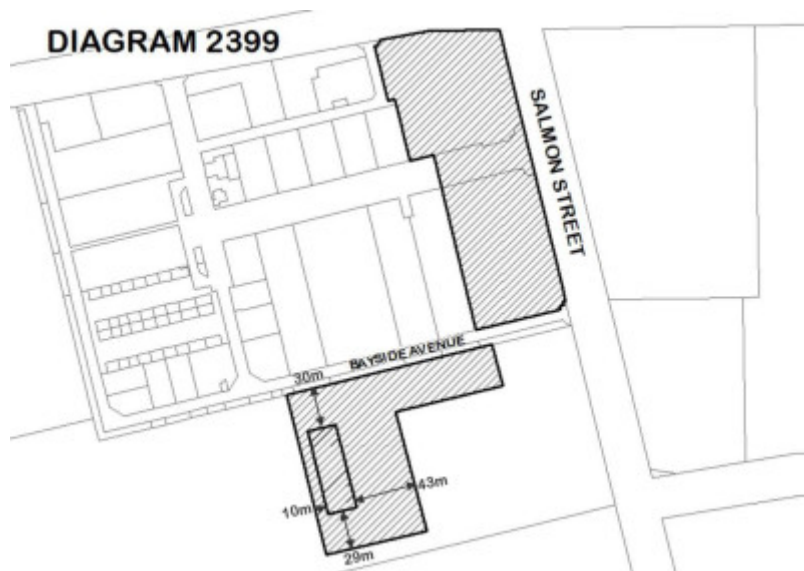 DIAGRAM 2399
SALMON STREET
BAYSIDE AVENUE
30m
43m
10m
29m